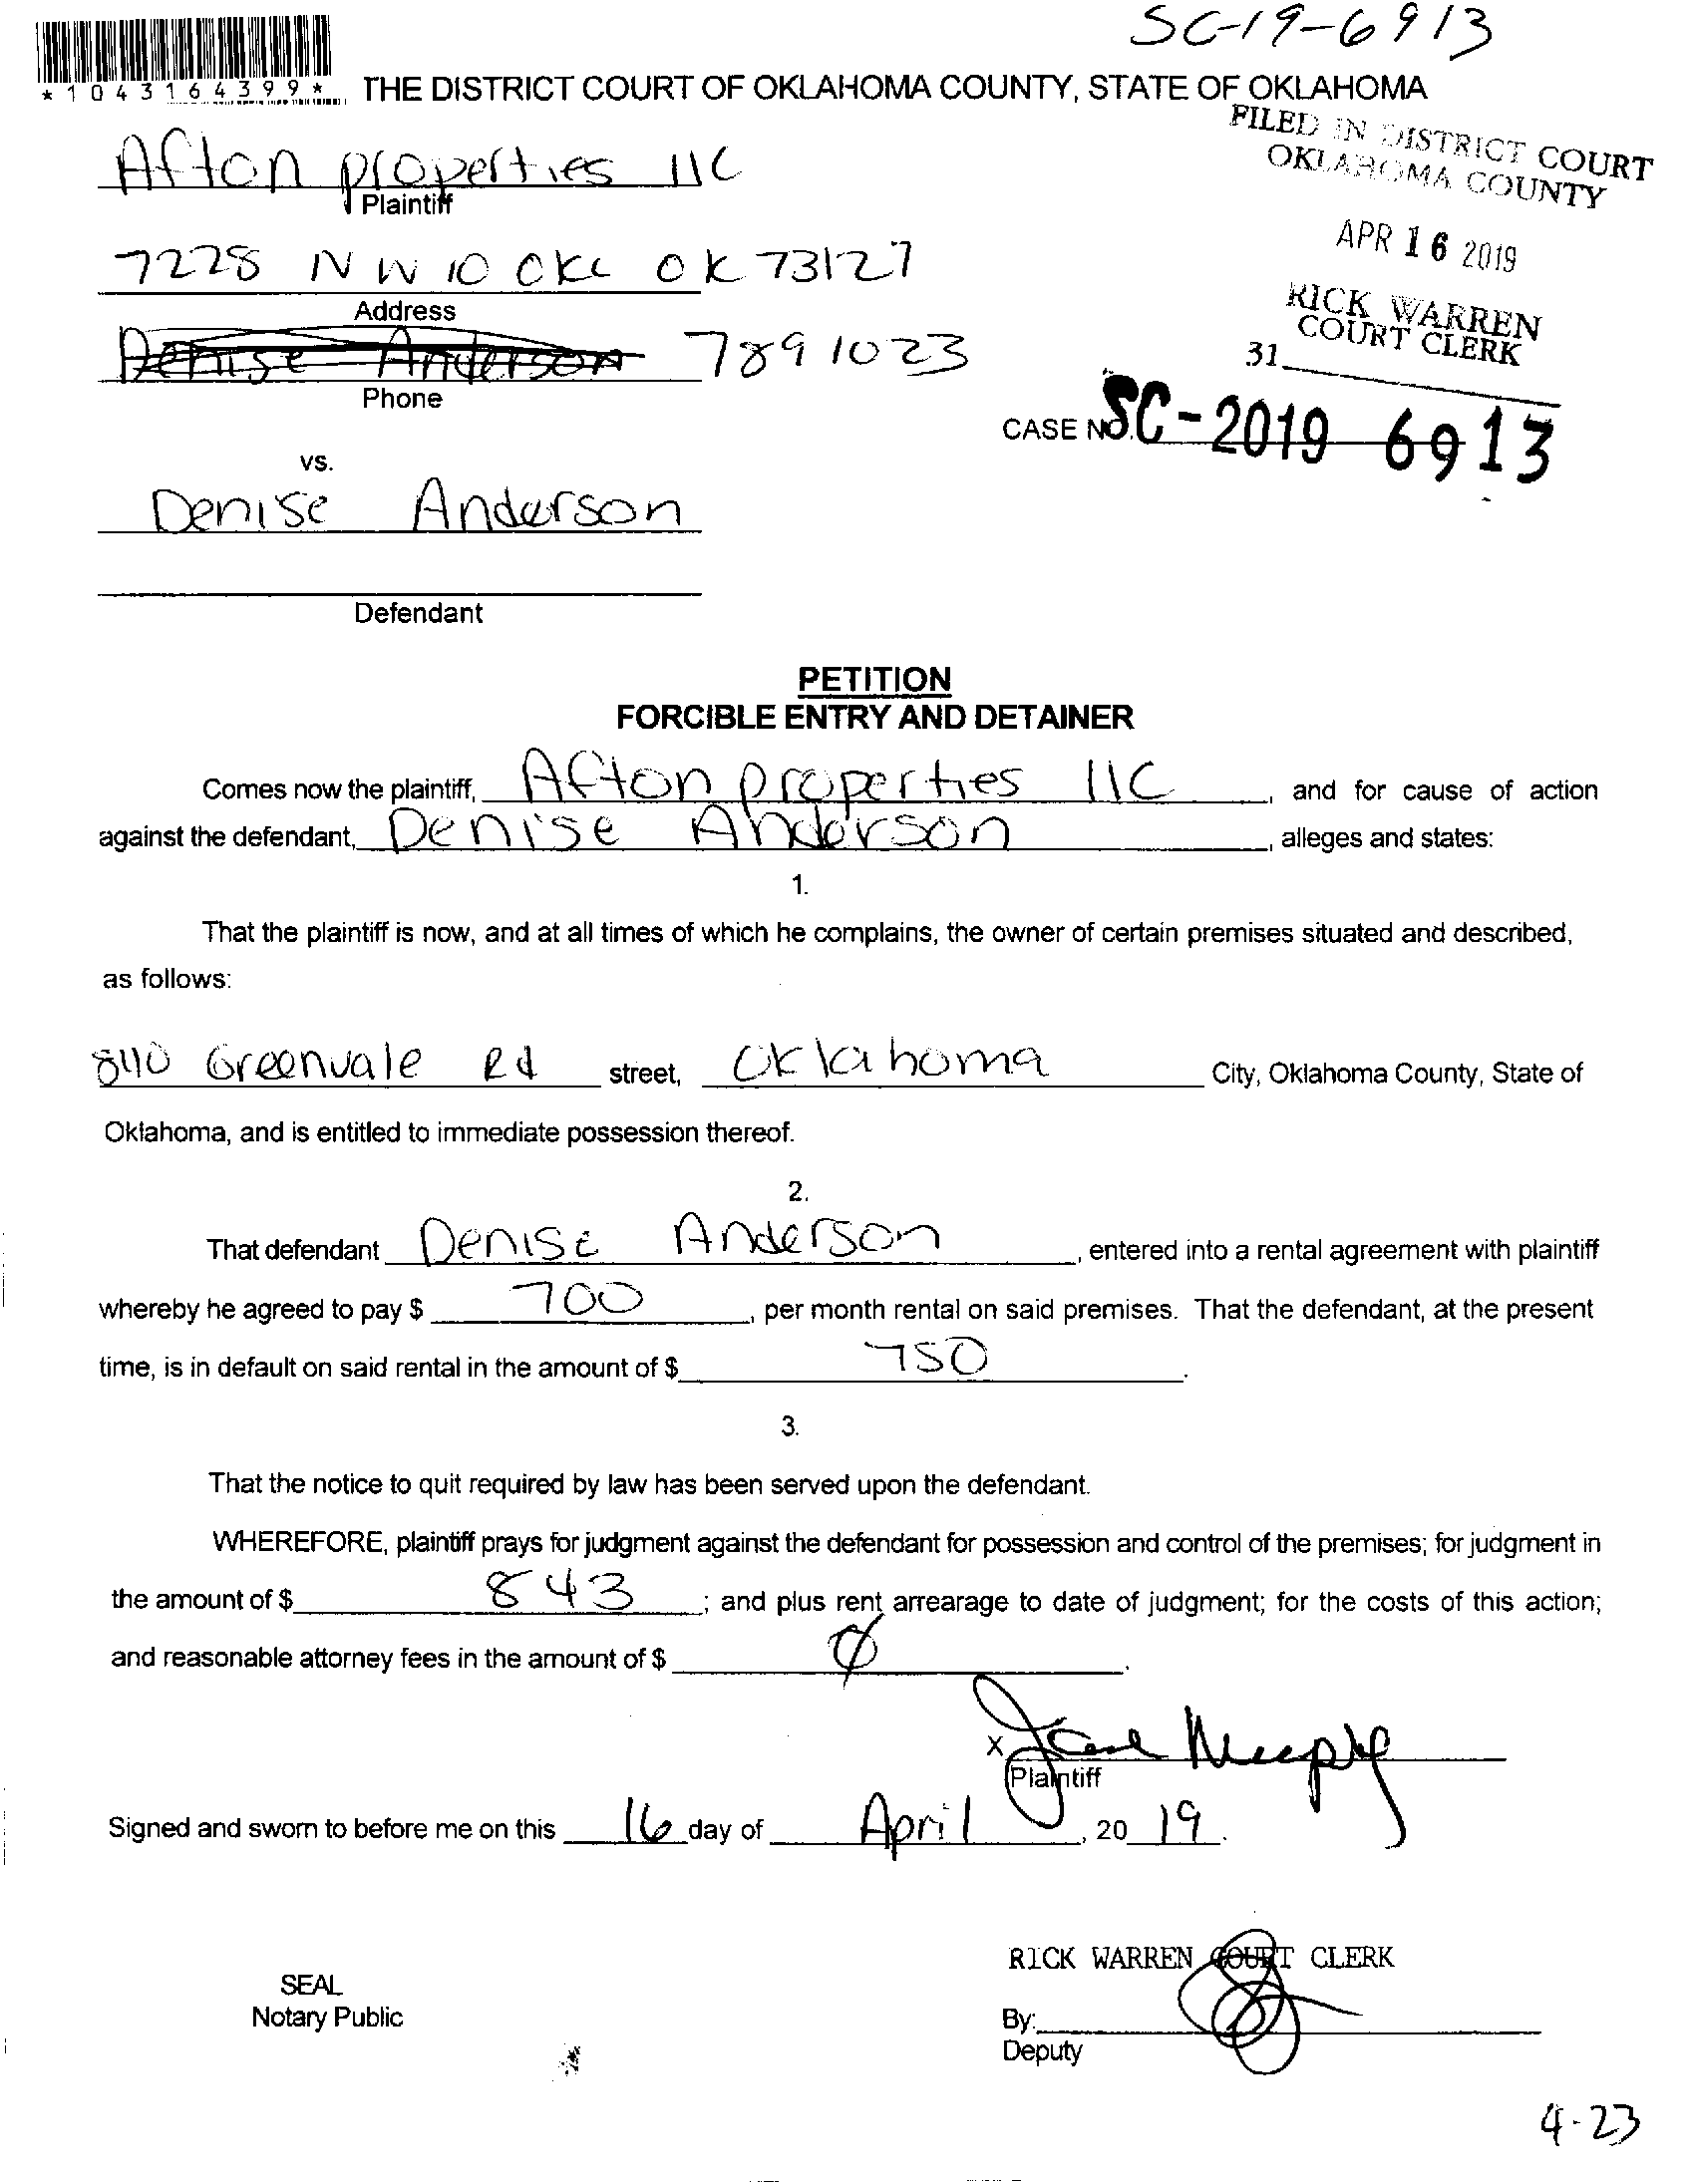 SC-19-6913
*1043164399*
THE DISTRICT COURT OF OKLAHOMA COUNTY, STATE OF OKLAHOMA
FILED IN DISTRICT COURT
OKLAHOMA COUNTY
Afton properties llC
Plaintiff
APR 16 2019
7228 NW 10 OKC OK 73127
Address
RICK WARREN
COURT CLERK
31
Denise Anderson 789 1023
Phone
CASE NO. SC-2019 6913
vs.
Denise Anderson
Defendant
PETITION
FORCIBLE ENTRY AND DETAINER
Comes now the plaintiff, Afton properties llC, and for cause of action
against the defendant, Denise Anderson, alleges and states:
1.
That the plaintiff is now, and at all times of which he complains, the owner of certain premises situated and described,
as follows:
Greenvale Rd street, Oklahoma City, Oklahoma County, State of
Oklahoma, and is entitled to immediate possession thereof.
2.
That defendant Denise Anderson, entered into a rental agreement with plaintiff
whereby he agreed to pay $ 700, per month rental on said premises. That the defendant, at the present
time, is in default on said rental in the amount of $ 750.
3.
That the notice to quit required by law has been served upon the defendant.
WHEREFORE, plaintiff prays for judgment against the defendant for possession and control of the premises; for judgment in
the amount of $ 843; and plus rent arrearage to date of judgment; for the costs of this action;
and reasonable attorney fees in the amount of $ 0.
x
Plaintiff
Signed and sworn to before me on this 16 day of April, 2019.
RICK WARREN COURT CLERK
SEAL
Notary Public
By:
Deputy
4-23